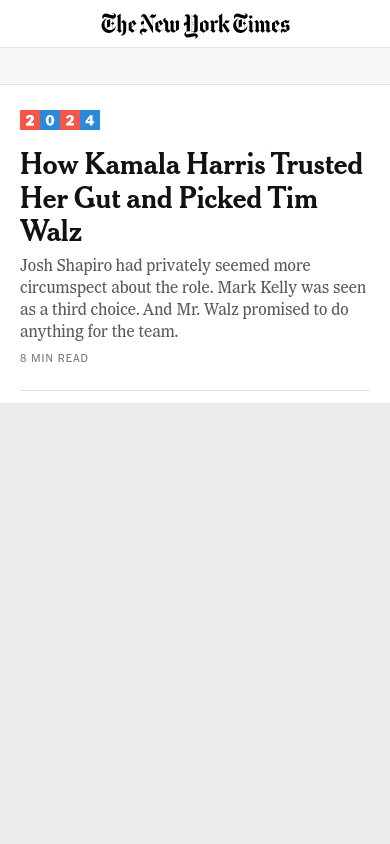 The New York Times
2024
How Kamala Harris Trusted
Her Gut and Picked Tim
Walz
Josh Shapiro had privately seemed more
circumspect about the role. Mark Kelly was seen
as a third choice. And Mr. Walz promised to do
anything for the team.
8 MIN READ